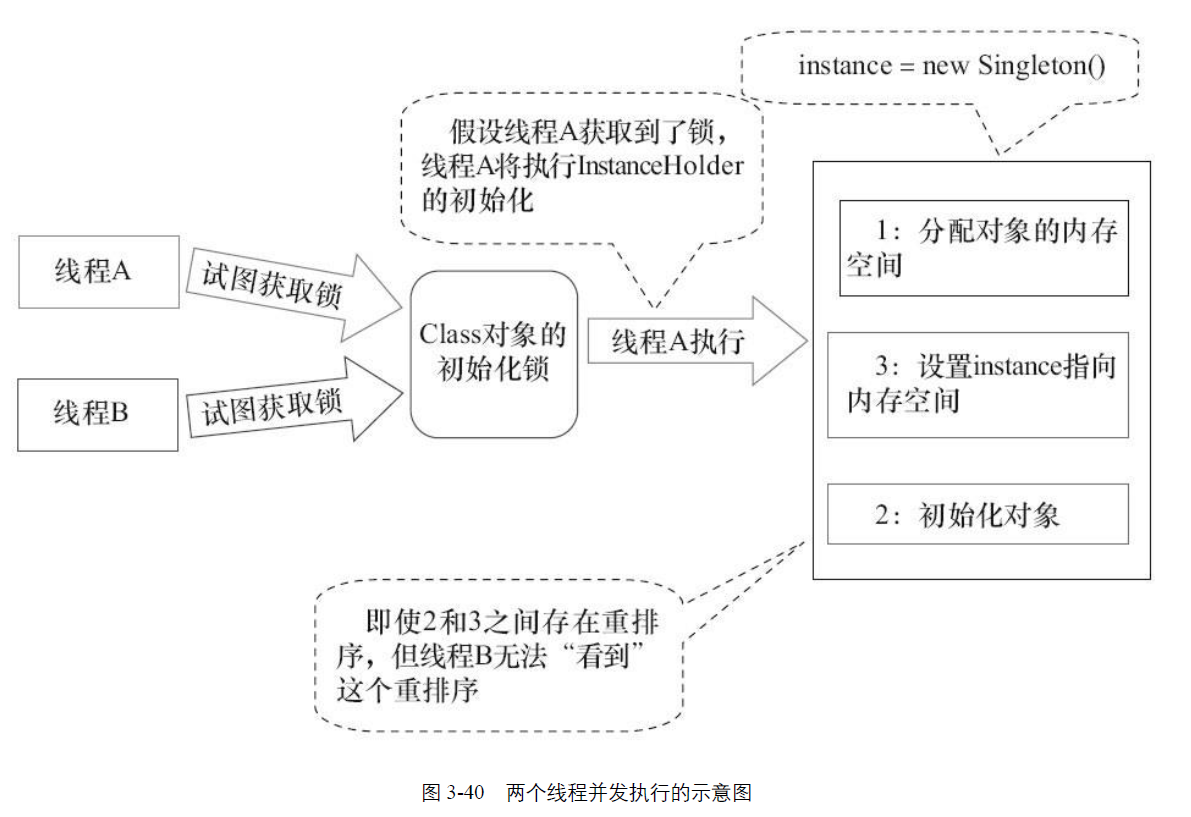 instance = new Singleton()
假设线程A获取到了锁，
线程A将执行InstanceHolder
的初始化
线程A
试图获取锁
线程B
试图获取锁
Class对象的
初始化锁
线程A执行
1：分配对象的内存
空间
3：设置instance指向
内存空间
2：初始化对象
即使2和3之间存在重排
序，但线程B无法“看到”
这个重排序
图 3-40 两个线程并发执行的示意图